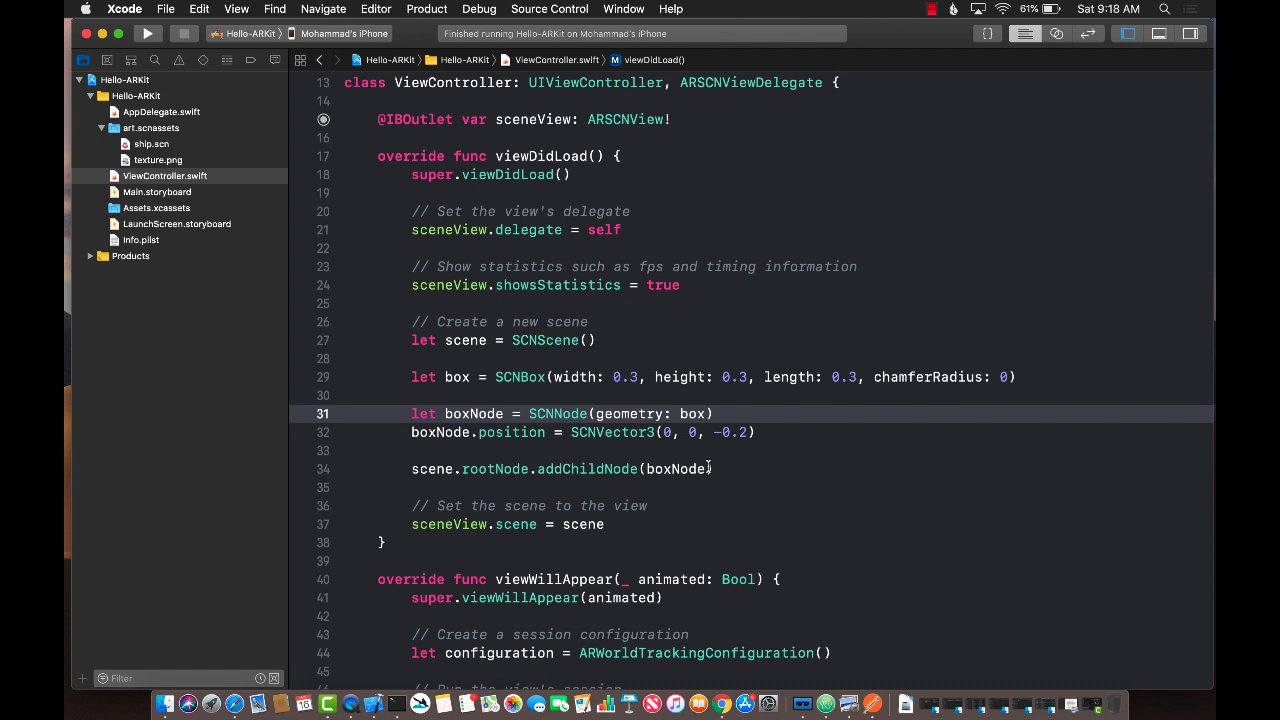 Xcode File Edit View Find Navigate Editor Product Debug Source Control Window Help 61% Sat 9:18 AM
Hello-ARKit Mohammad's iPhone Finished running Hello-ARKit on Mohammad's iPhone
Hello-ARKit Hello-ARKit ViewController.swift M viewDidLoad()
Hello-ARKit
Hello-ARKit
AppDelegate.swift
art.scnassets
ship.scn
texture.png
ViewController.swift
Main.storyboard
Assets.xcassets
LaunchScreen.storyboard
Info.plist
Products
Filter
13 class ViewController: UIViewController, ARSCNViewDelegate {
14
@IBOutlet var sceneView: ARSCNView!
16
17 override func viewDidLoad() {
18 super.viewDidLoad()
19
20 // Set the view's delegate
21 sceneView.delegate = self
22
23 // Show statistics such as fps and timing information
24 sceneView.showsStatistics = true
25
26 // Create a new scene
27 let scene = SCNScene()
28
29 let box = SCNBox(width: 0.3, height: 0.3, length: 0.3, chamferRadius: 0)
30
31 let boxNode = SCNNode(geometry: box)
32 boxNode.position = SCNVector3(0, 0, -0.2)
33
34 scene.rootNode.addChildNode(boxNode)
35
36 // Set the scene to the view
37 sceneView.scene = scene
38 }
39
40 override func viewWillAppear(_ animated: Bool) {
41 super.viewWillAppear(animated)
42
43 // Create a session configuration
44 let configuration = ARWorldTrackingConfiguration()
45
46 // Run the view's session